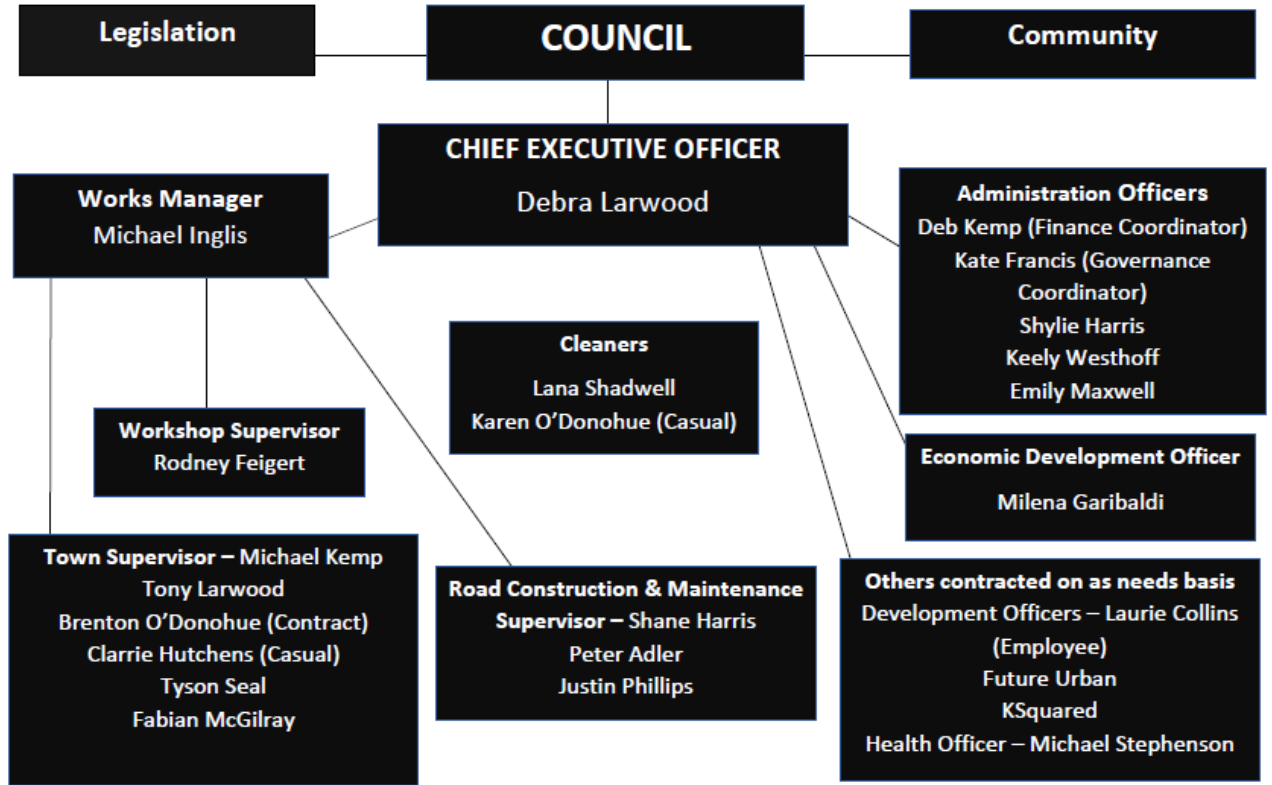 Legislation
COUNCIL
Community
CHIEF EXECUTIVE OFFICER
Debra Larwood
Works Manager
Michael Inglis
Administration Officers
Deb Kemp (Finance Coordinator)
Kate Francis (Governance
Coordinator)
Shylie Harris
Keely Westhoff
Emily Maxwell
Cleaners
Lana Shadwell
Karen O’Donohue (Casual)
Workshop Supervisor
Rodney Feigert
Economic Development Officer
Milena Garibaldi
Town Supervisor – Michael Kemp
Tony Larwood
Brenton O’Donohue (Contract)
Clarrie Hutchens (Casual)
Tyson Seal
Fabian McGilray
Road Construction & Maintenance
Supervisor – Shane Harris
Peter Adler
Justin Phillips
Others contracted on as needs basis
Development Officers – Laurie Collins
(Employee)
Future Urban
KSquared
Health Officer – Michael Stephenson